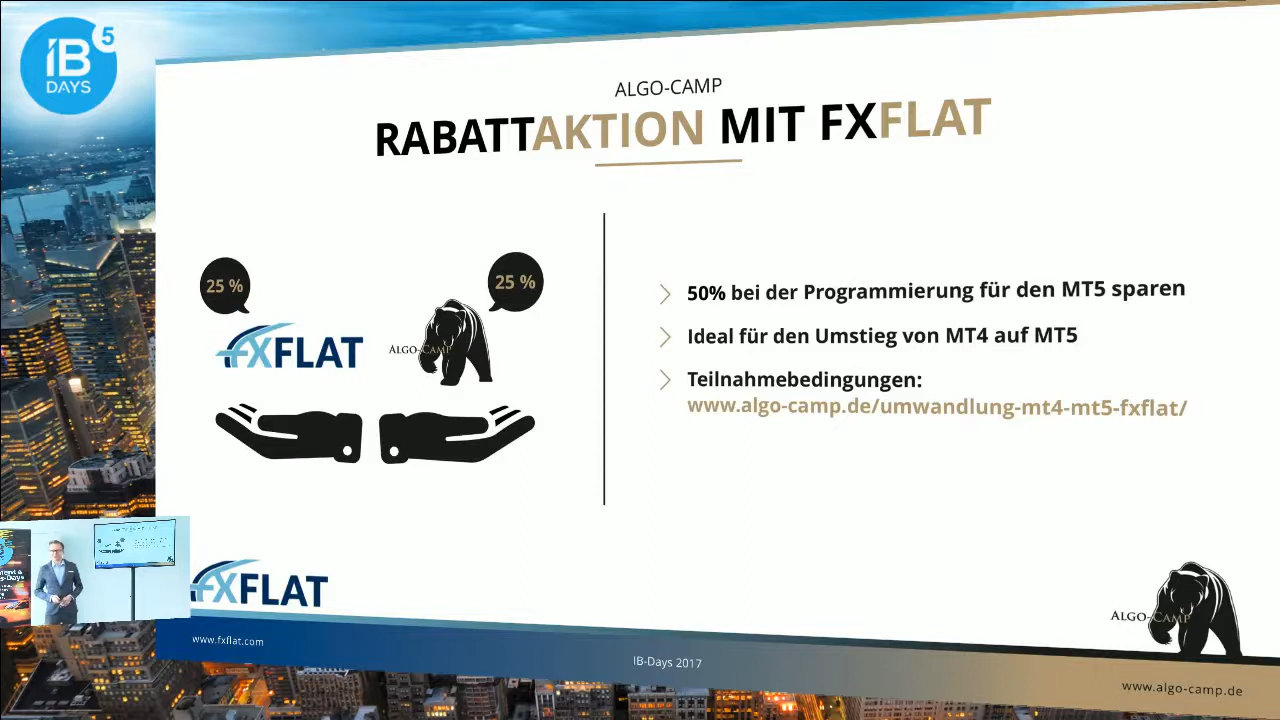 IB 5
DAYS
ALGO-CAMP
RABATTAKTION MIT FXFLAT
25 %
25 %
FXFLAT
ALGO-CAMP
50% bei der Programmierung für den MT5 sparen
Ideal für den Umstieg von MT4 auf MT5
Teilnahmebedingungen:
www.algo-camp.de/umwandlung-mt4-mt5-fxflat/
FXFLAT
ALGO-CAMP
www.fxflat.com
IB-Days 2017
www.algo-camp.de